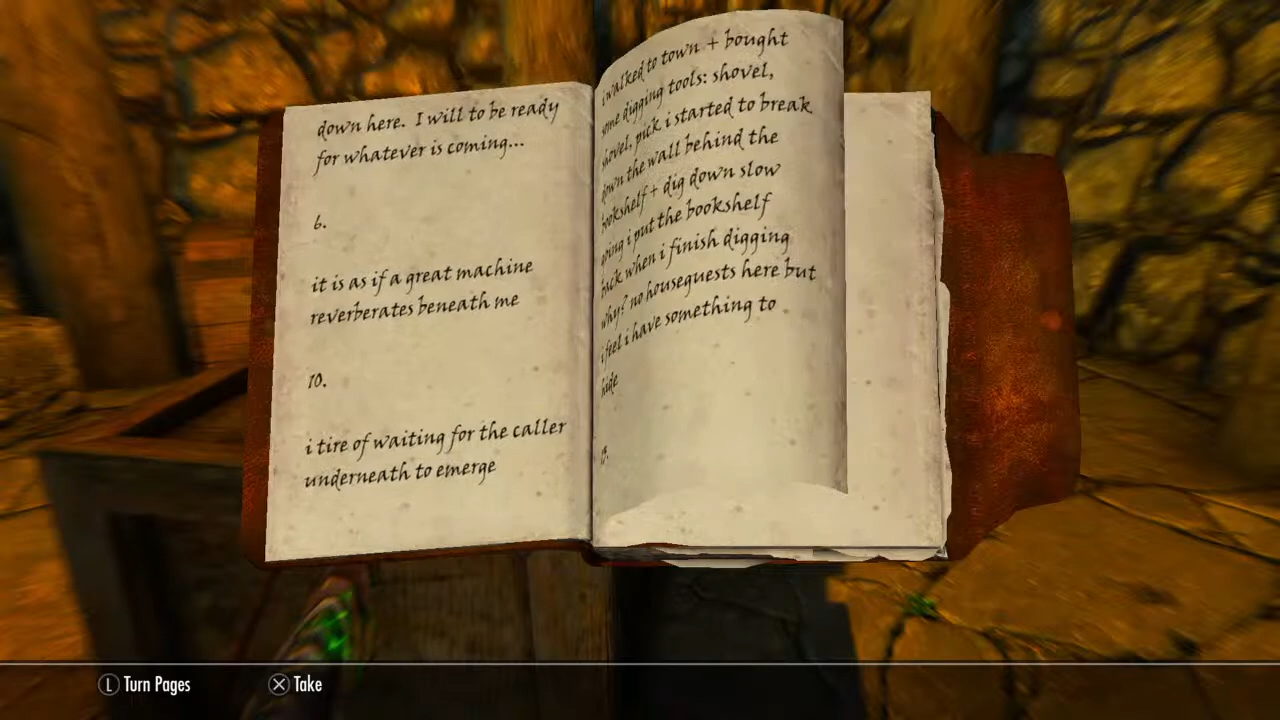 down here. I will to be ready
for whatever is coming...
6.
it is as if a great machine
reverberates beneath me
10.
i tire of waiting for the caller
underneath to emerge
i walked to town + bought
some digging tools: shovel,
shovel, pick i started to break
down the wall behind the
bookshelf + dig down slow
going i put the bookshelf
back when i finish digging
why? no houseguests here but
i feel i have something to
hide
Turn Pages
Take